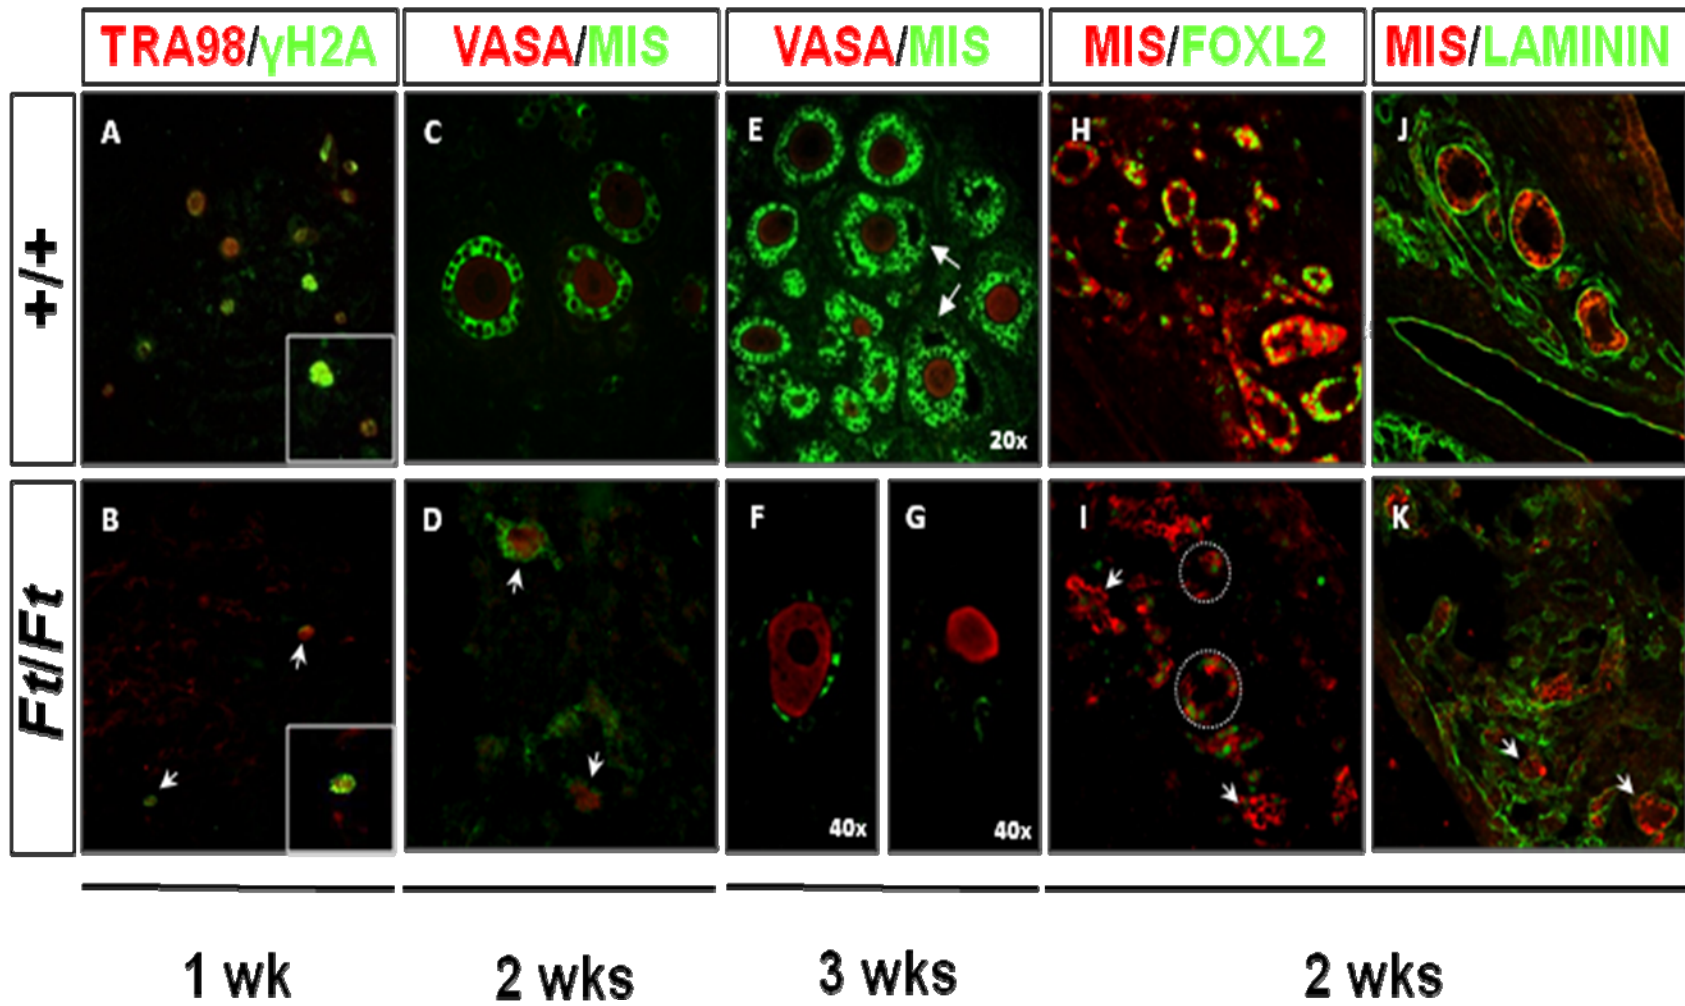 TRA98/γH2A
VASA/MIS
VASA/MIS
MIS/FOXL2
MIS/LAMININ
+/+
A
C
E
H
J
20x
Ft/Ft
B
D
F
G
I
K
40x
40x
1 wk
2 wks
3 wks
2 wks